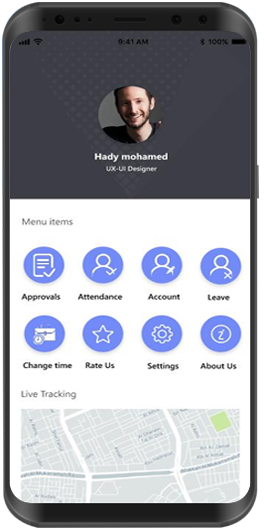 9:41 AM 100%
Hady mohamed
UX-UI Designer
Menu items
Approvals Attendance Account Leave
Change time Rate Us Settings About Us
Live Tracking